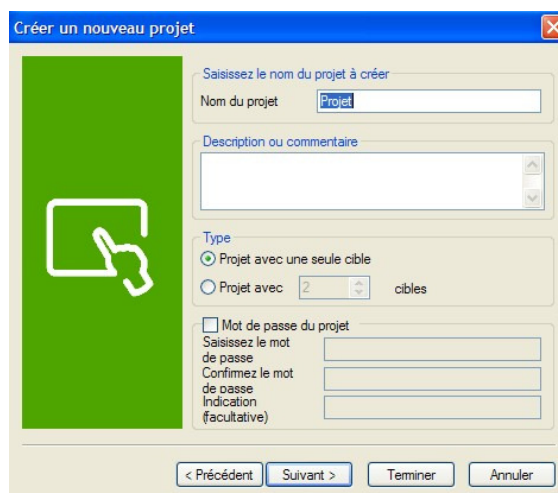 Créer un nouveau projet
Saisissez le nom du projet à créer
Nom du projet
Projet
Description ou commentaire
Type
Projet avec une seule cible
Projet avec 2 cibles
Mot de passe du projet
Saisissez le mot
de passe
Confirmez le mot
de passe
Indication
(facultative)
< Précédent Suivant > Terminer Annuler